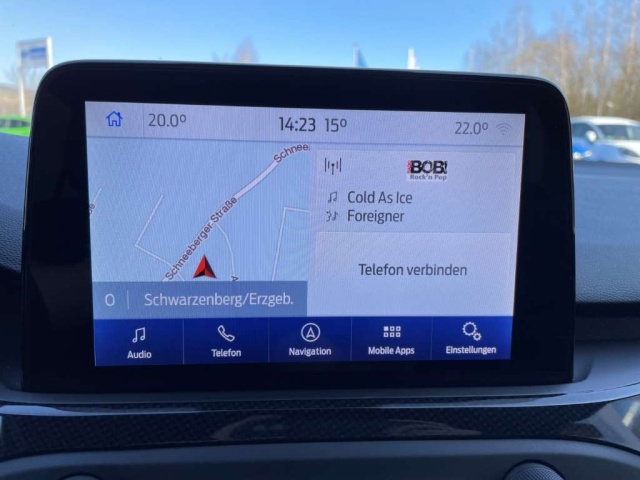 20.0° 14:23 15° 22.0°
Schneeberger Straße
Schnee
BOB!
Rock'n Pop
Cold As Ice
Foreigner
Telefon verbinden
O | Schwarzenberg/Erzgeb.
Audio
Telefon
Navigation
Mobile Apps
Einstellungen